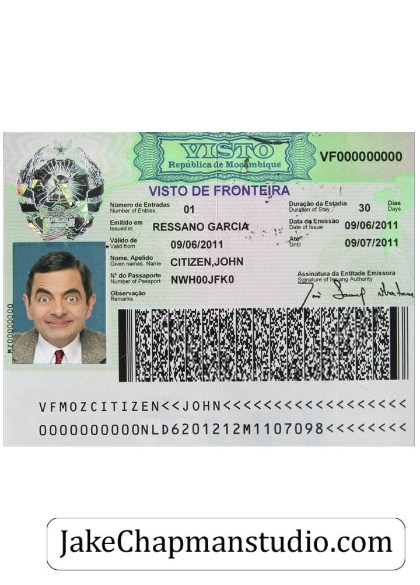 VISTO
República de Moçambique
VF000000000
VISTO DE FRONTEIRA
Número de Entradas
Number of Entries
01
Duração da Estadia
Duration of Stay
30
Dias
Days
Emitido em
Issued in
RESSANO GARCIA
Data da Emissão
Date of Issue
09/06/2011
Válido de
Valid from
09/06/2011
Até
Until
09/07/2011
Nome, Apelido
Given names, Name
CITIZEN,JOHN
N° do Passaporte
Number of Passport
NWH00JFK0
Assinatura da Entidade Emissora
Signature of Issuing Authority
Observação
Remarks
MZ00000000
VFMOZCITIZEN<<JOHN<<<<<<<<<<<<<<<<<<
0000000000NLD6201212M1107098<<<<<<<<
JakeChapmanstudio.com